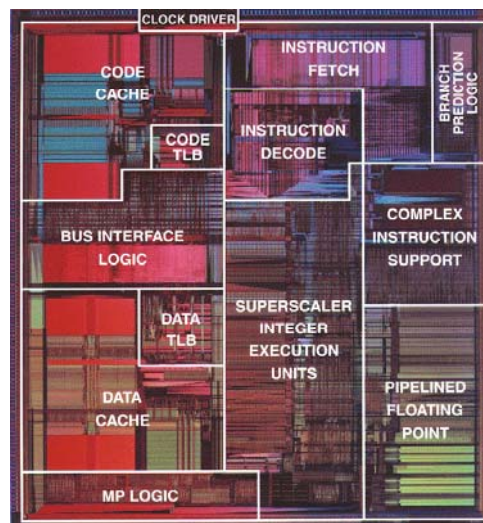 CLOCK DRIVER
CODE
CACHE
CODE
TLB
INSTRUCTION
FETCH
INSTRUCTION
DECODE
BRANCH
PREDICTION
LOGIC
BUS INTERFACE
LOGIC
COMPLEX
INSTRUCTION
SUPPORT
DATA
TLB
SUPERSCALER
INTEGER
EXECUTION
UNITS
DATA
CACHE
PIPELINED
FLOATING
POINT
MP LOGIC